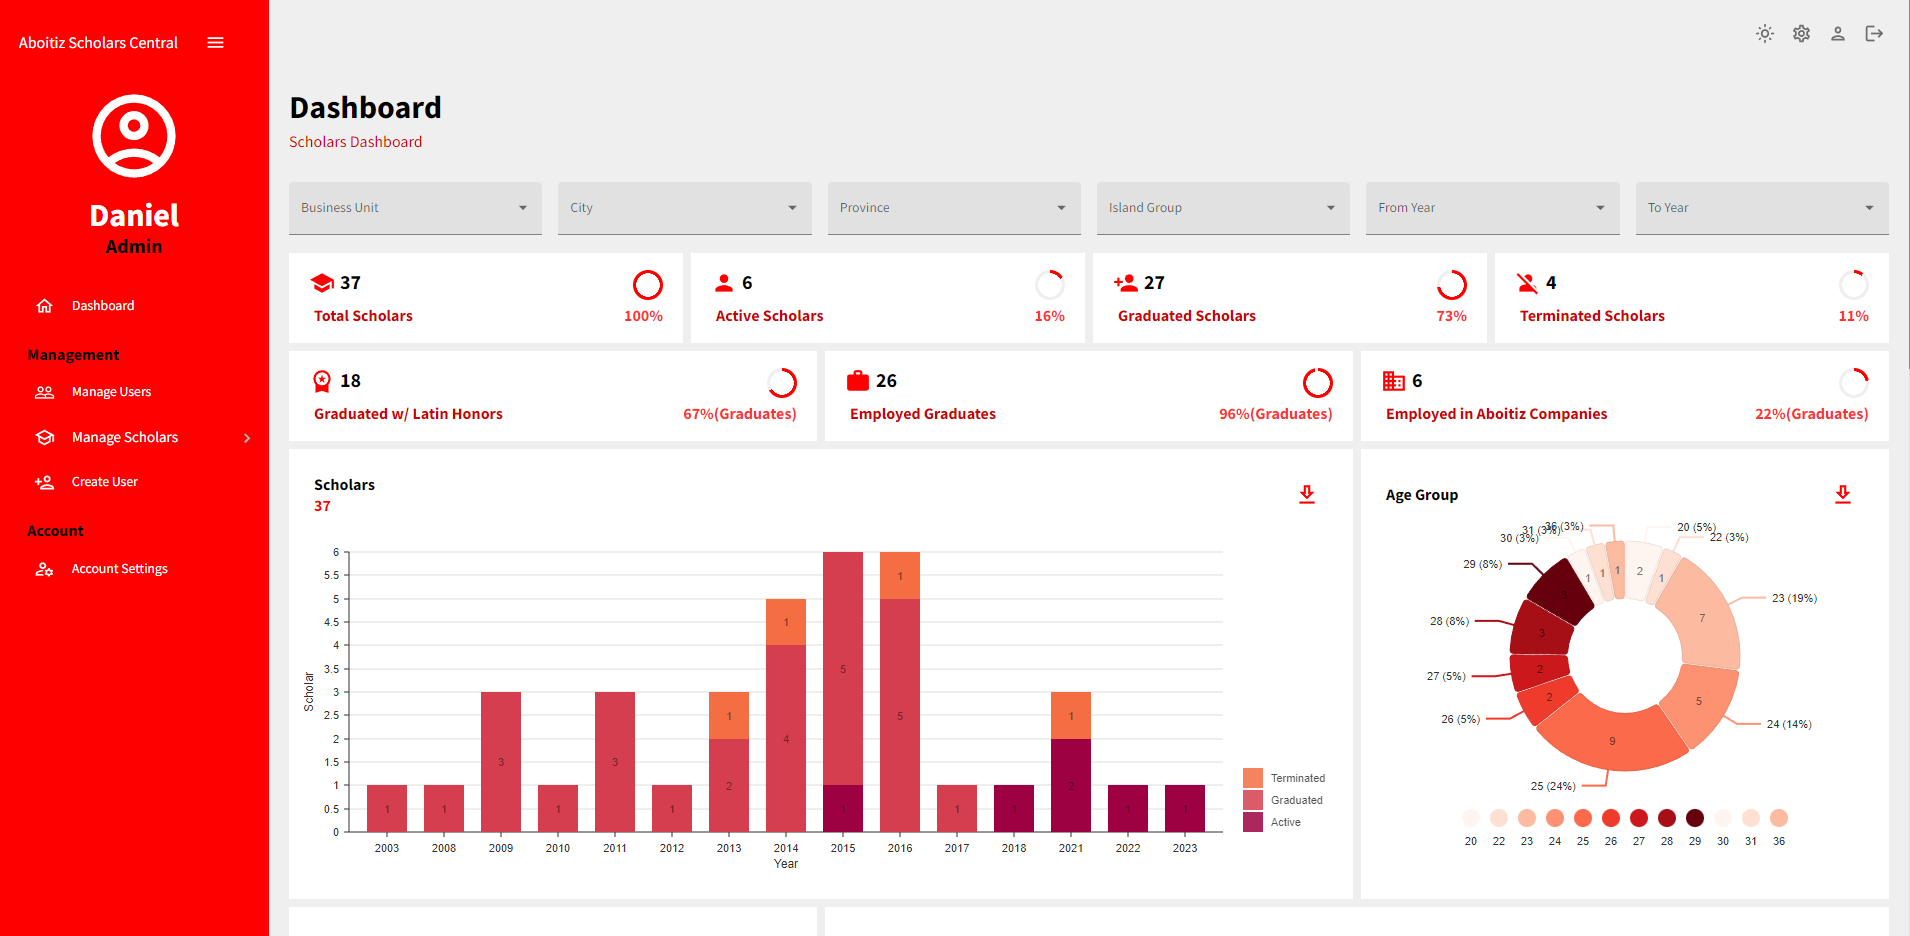 Aboitiz Scholars Central
Daniel
Admin
Dashboard
Management
Manage Users
Manage Scholars
Create User
Account
Account Settings
Dashboard
Scholars Dashboard
Business Unit
City
Province
Island Group
From Year
To Year
37
Total Scholars
100%
6
Active Scholars
16%
27
Graduated Scholars
73%
4
Terminated Scholars
11%
18
Graduated w/ Latin Honors
67%(Graduates)
26
Employed Graduates
96%(Graduates)
6
Employed in Aboitiz Companies
22%(Graduates)
Scholars
37
6
5.5
5
4.5
4
3.5
3
2.5
2
1.5
1
0.5
0
Scholar
1
1
3
1
3
1
1
2
1
4
5
1
1
5
1
1
1
2
1
1
2003
2008
2009
2010
2011
2012
2013
2014
2015
2016
2017
2018
2021
2022
2023
Year
Terminated
Graduated
Active
Age Group
36 (3%)
31 (3%)
30 (3%)
29 (8%)
28 (8%)
27 (5%)
26 (5%)
25 (24%)
20 (5%)
22 (3%)
23 (19%)
24 (14%)
1
1
1
2
1
7
5
9
2
2
3
3
20
22
23
24
25
26
27
28
29
30
31
36